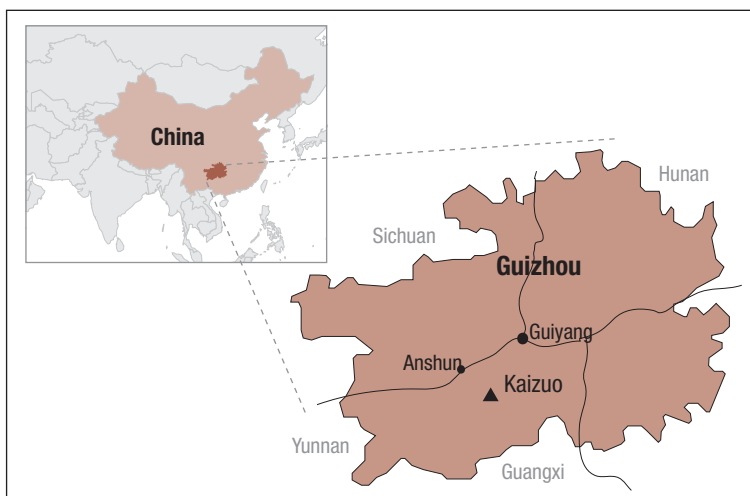 China
Hunan
Sichuan
Guizhou
Guiyang
Anshun
Kaizuo
Yunnan
Guangxi